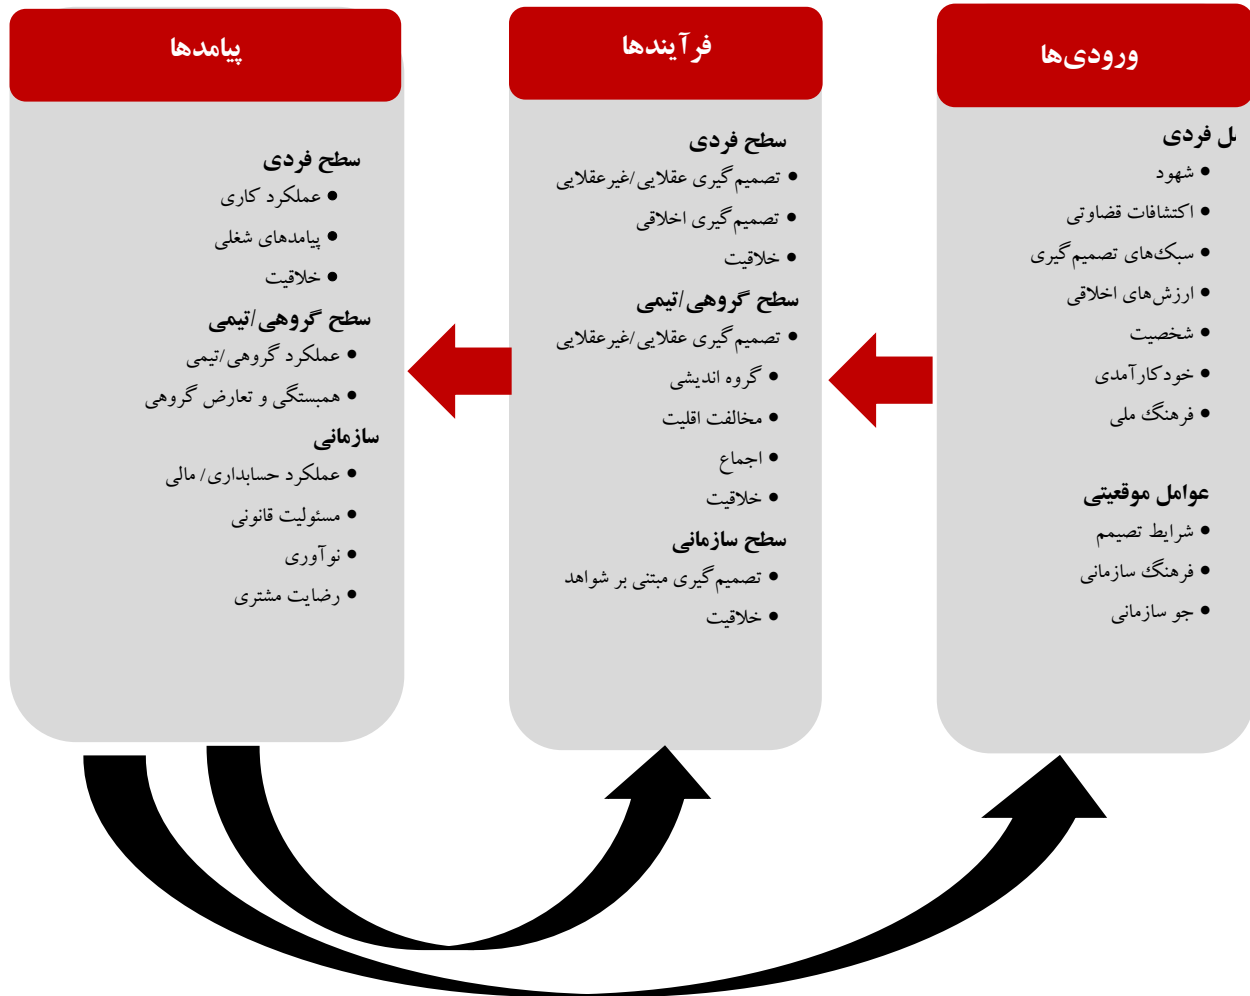 ورودی‌ها
ل فردی
• شهود
• اکتشافات قضاوتی
• سبک‌های تصمیم‌گیری
• ارزش‌های اخلاقی
• شخصیت
• خودکارآمدی
• فرهنگ ملی
عوامل موقعیتی
• شرایط تصیمم
• فرهنگ سازمانی
• جو سازمانی
فرآیندها
سطح فردی
• تصمیم‌گیری عقلایی/غیرعقلایی
• تصمیم‌گیری اخلاقی
• خلاقیت
سطح گروهی/تیمی
• تصمیم‌گیری عقلایی/غیرعقلایی
• گروه اندیشی
• مخالفت اقلیت
• اجماع
• خلاقیت
سطح سازمانی
• تصمیم‌گیری مبتنی بر شواهد
• خلاقیت
پیامدها
سطح فردی
• عملکرد کاری
• پیامدهای شغلی
• خلاقیت
سطح گروهی/تیمی
• عملکرد گروهی/تیمی
• همبستگی و تعارض گروهی
سازمانی
• عملکرد حسابداری/ مالی
• مسئولیت قانونی
• نوآوری
• رضایت مشتری